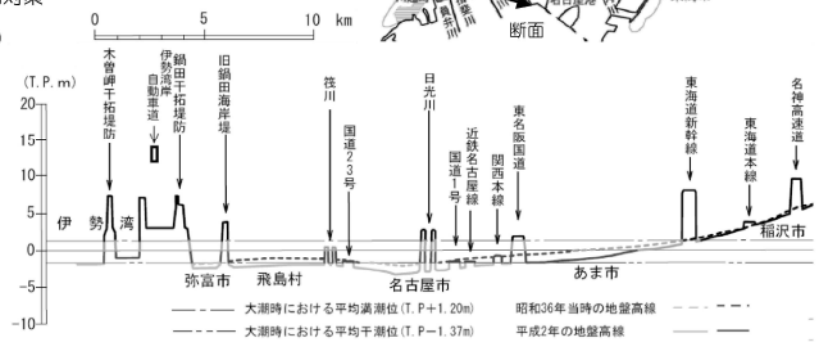 対策
0 5 10 km
断面
(T.P.m)
20
15
10
5
0
-5
-10
木曽岬干拓堤防
伊勢湾岸自動車道
鍋田干拓堤防
旧鍋田海岸堤
筏川
国道23号
日光川
国道1号
近鉄名古屋線
関西本線
東名阪国道
東海道新幹線
東海道本線
名神高速道
伊勢湾
弥富市
飛島村
名古屋市
あま市
稲沢市
大潮時における平均満潮位(T.P+1.20m)
昭和36年当時の地盤高線
大潮時における平均干潮位(T.P-1.37m)
平成2年の地盤高線